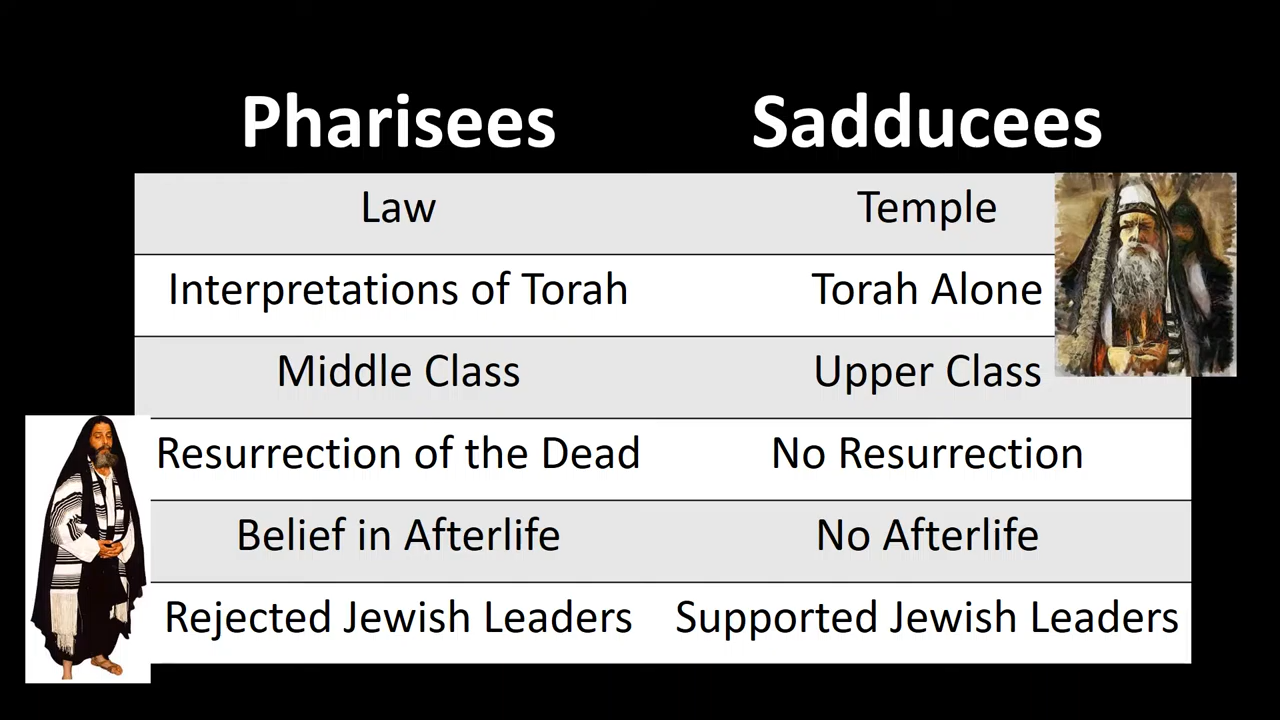 Pharisees Sadducees
Law Temple
Interpretations of Torah Torah Alone
Middle Class Upper Class
Resurrection of the Dead No Resurrection
Belief in Afterlife No Afterlife
Rejected Jewish Leaders Supported Jewish Leaders